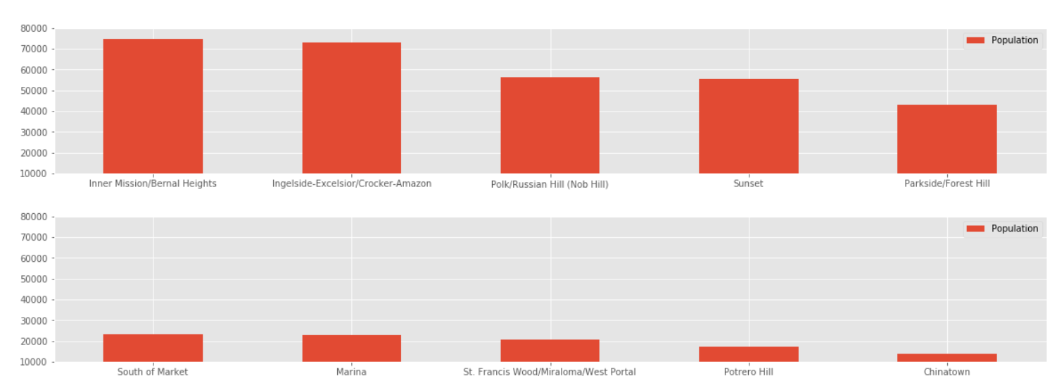 80000
70000
60000
50000
40000
30000
20000
10000
Population
Inner Mission/Bernal Heights
Ingelside-Excelsior/Crocker-Amazon
Polk/Russian Hill (Nob Hill)
Sunset
Parkside/Forest Hill
80000
70000
60000
50000
40000
30000
20000
10000
Population
South of Market
Marina
St. Francis Wood/Miraloma/West Portal
Potrero Hill
Chinatown